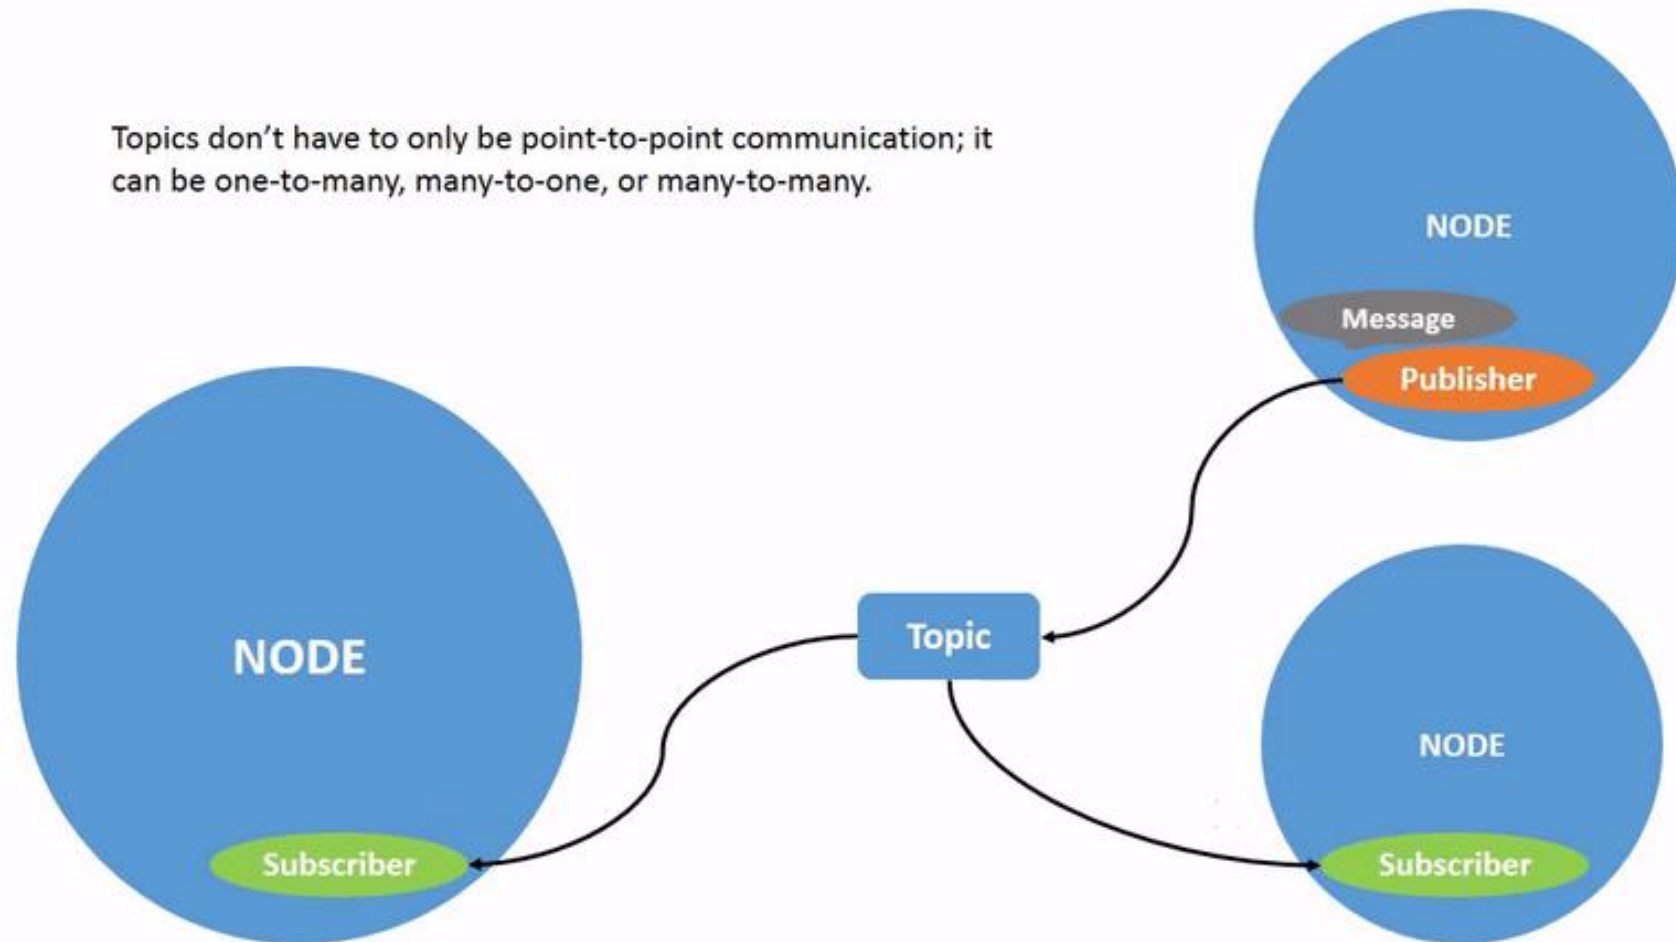 Topics don't have to only be point-to-point communication; it
can be one-to-many, many-to-one, or many-to-many.
NODE
Message
Publisher
Topic
NODE
Subscriber
NODE
Subscriber